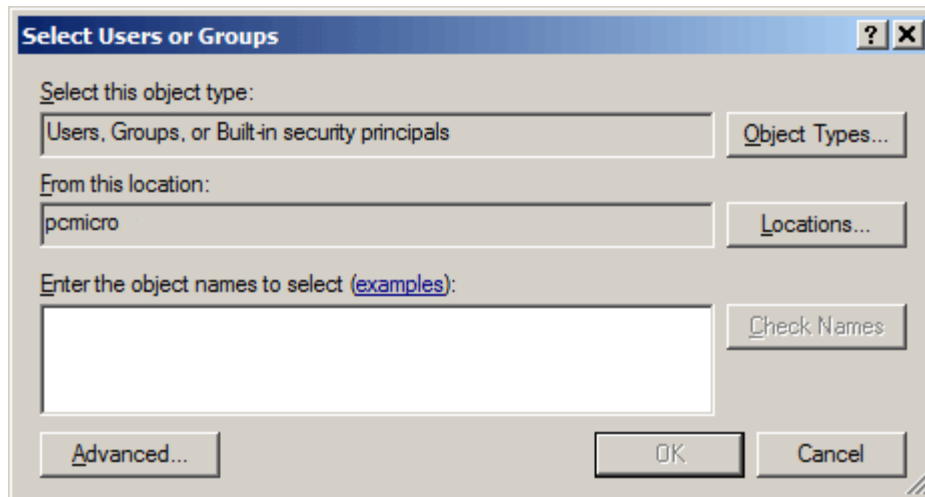 Select Users or Groups
Select this object type:
Users, Groups, or Built-in security principals
Object Types...
From this location:
pcmicro
Locations...
Enter the object names to select (examples):
Check Names
Advanced...
OK
Cancel